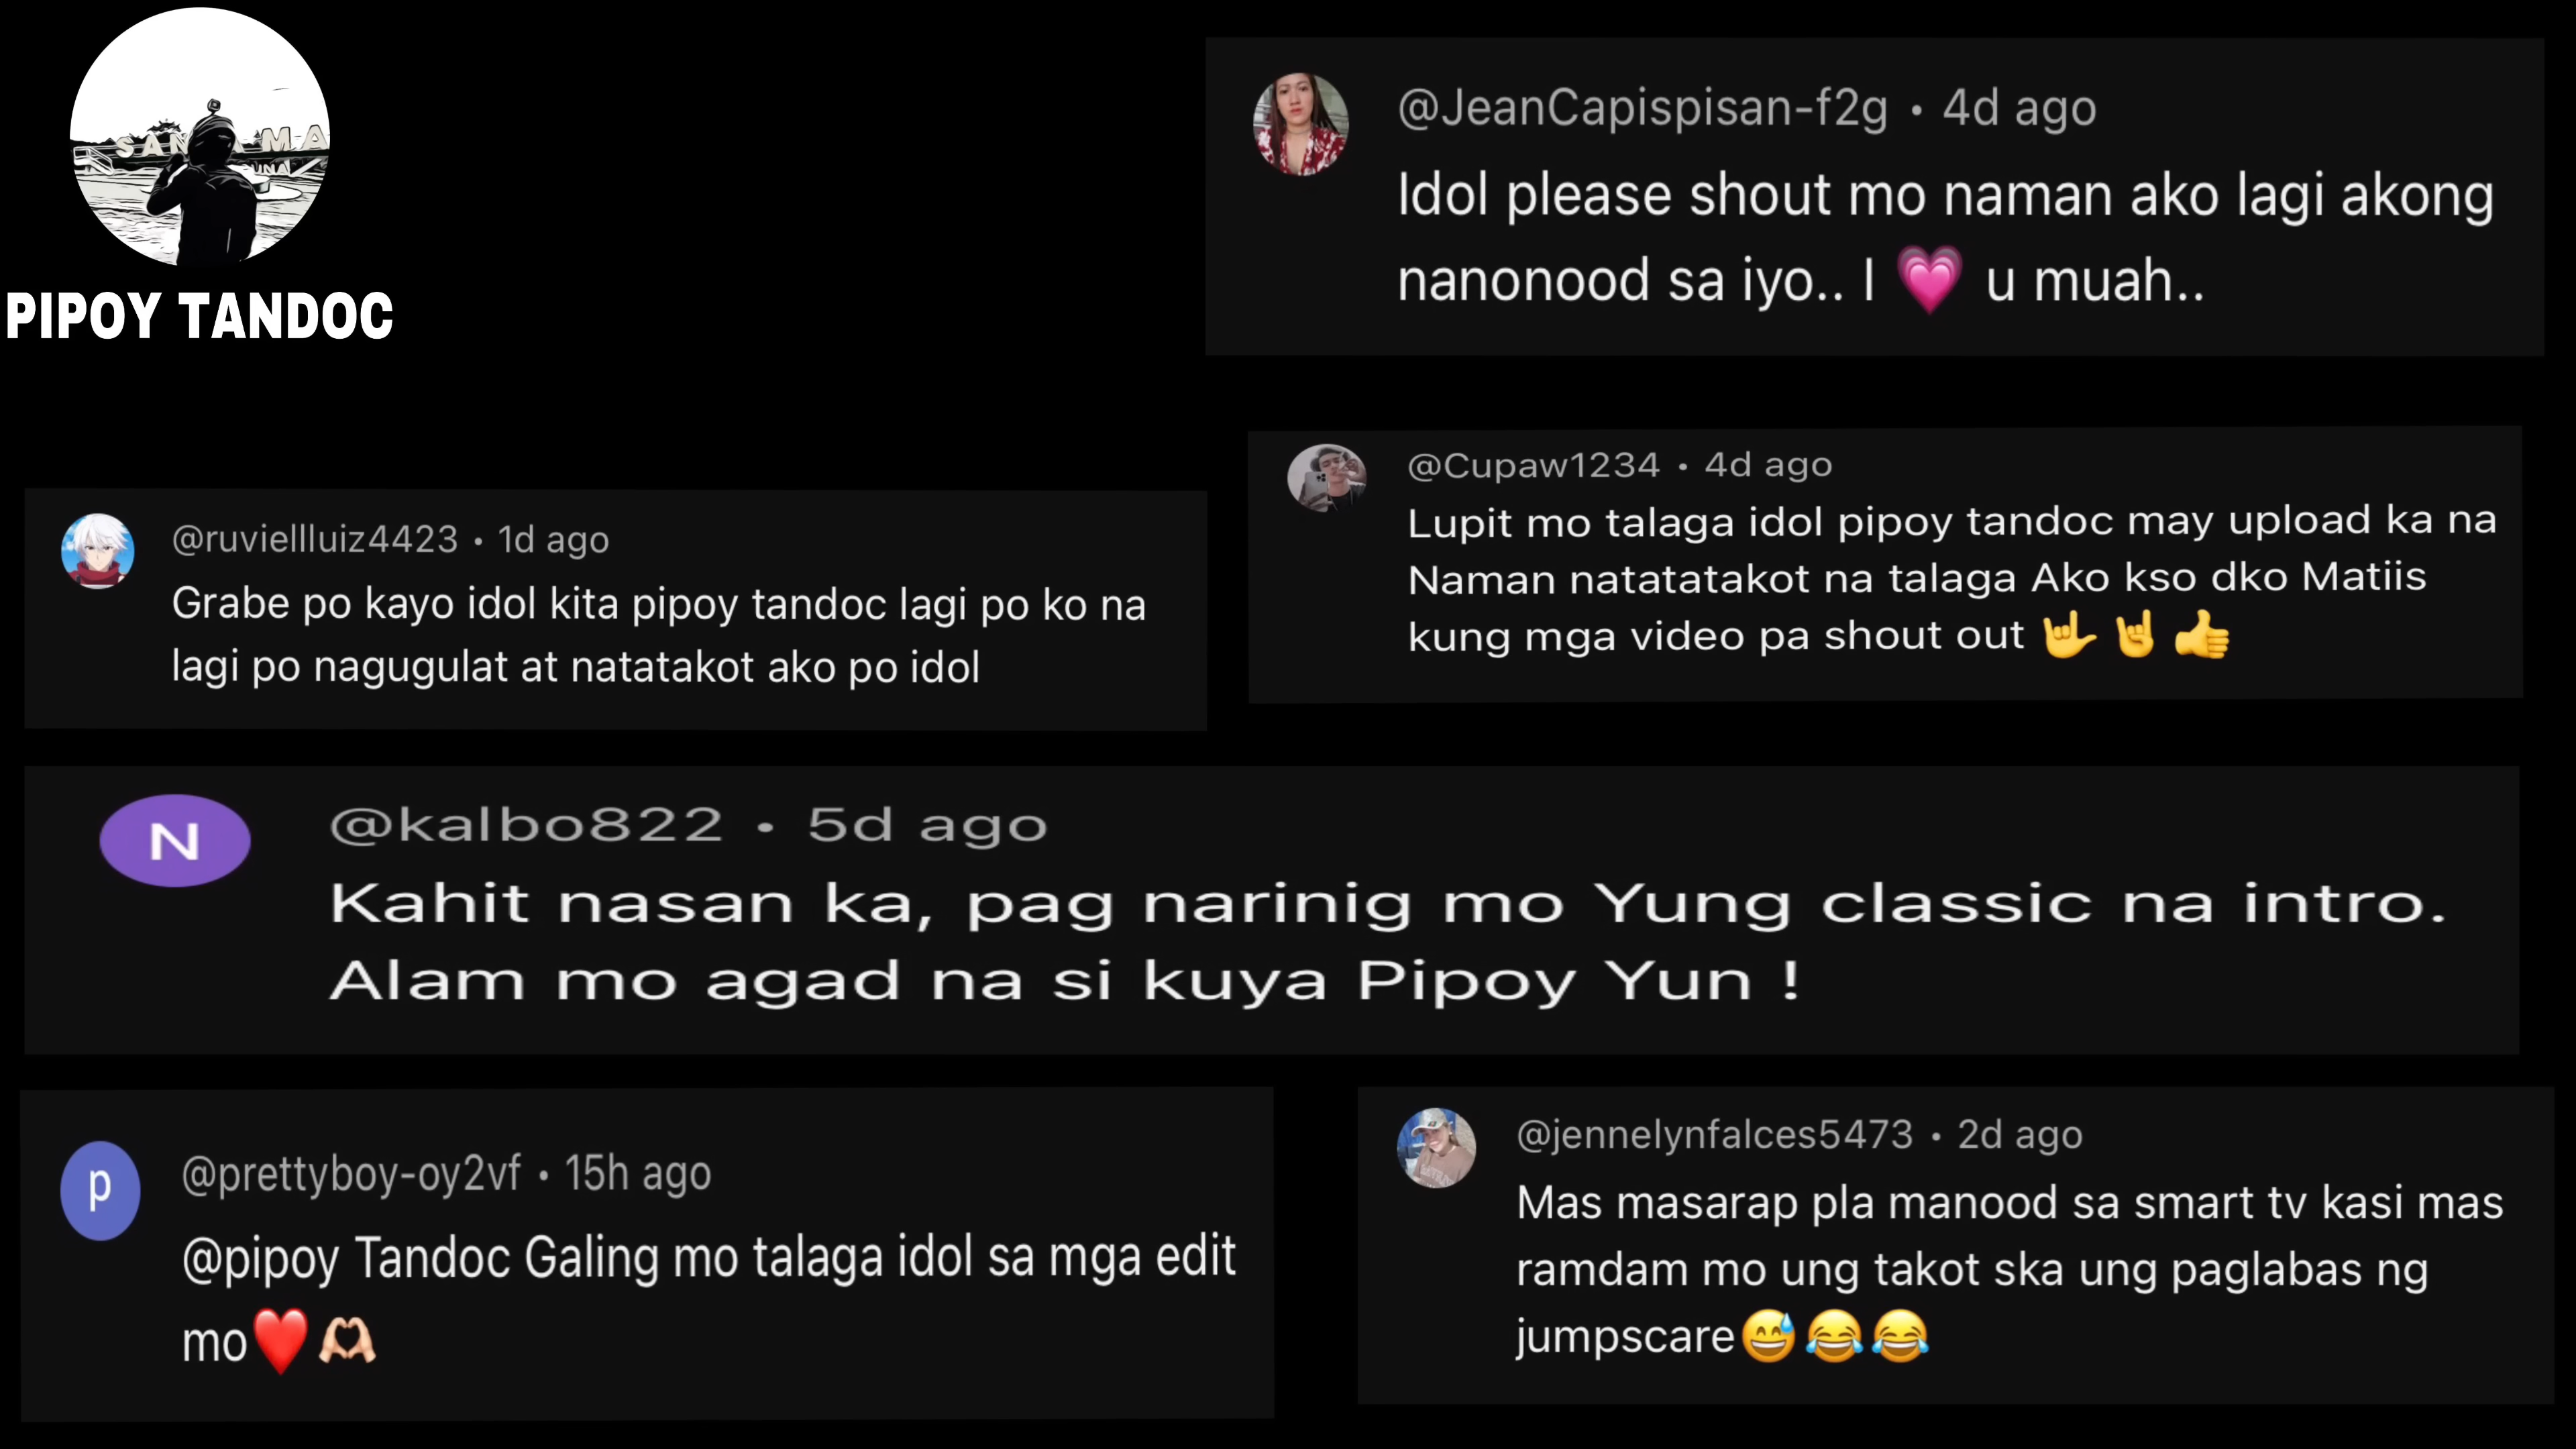 SAN MA
UNA
PIPOY TANDOC
@JeanCapispisan-f2g • 4d ago
Idol please shout mo naman ako lagi akong
nanonood sa iyo.. I 💗 u muah..
@ruviellluiz4423 • 1d ago
Grabe po kayo idol kita pipoy tandoc lagi po ko na
lagi po nagugulat at natatakot ako po idol
@Cupaw1234 • 4d ago
Lupit mo talaga idol pipoy tandoc may upload ka na
Naman natatatakot na talaga Ako kso dko Matiis
kung mga video pa shout out 🤟🤘👍
N
@kalbo822 • 5d ago
Kahit nasan ka, pag narinig mo Yung classic na intro.
Alam mo agad na si kuya Pipoy Yun !
p
@prettyboy-oy2vf • 15h ago
@pipoy Tandoc Galing mo talaga idol sa mga edit
mo❤️🫶🏻
@jennelynfalces5473 • 2d ago
Mas masarap pla manood sa smart tv kasi mas
ramdam mo ung takot ska ung paglabas ng
jumpscare😅😂😂